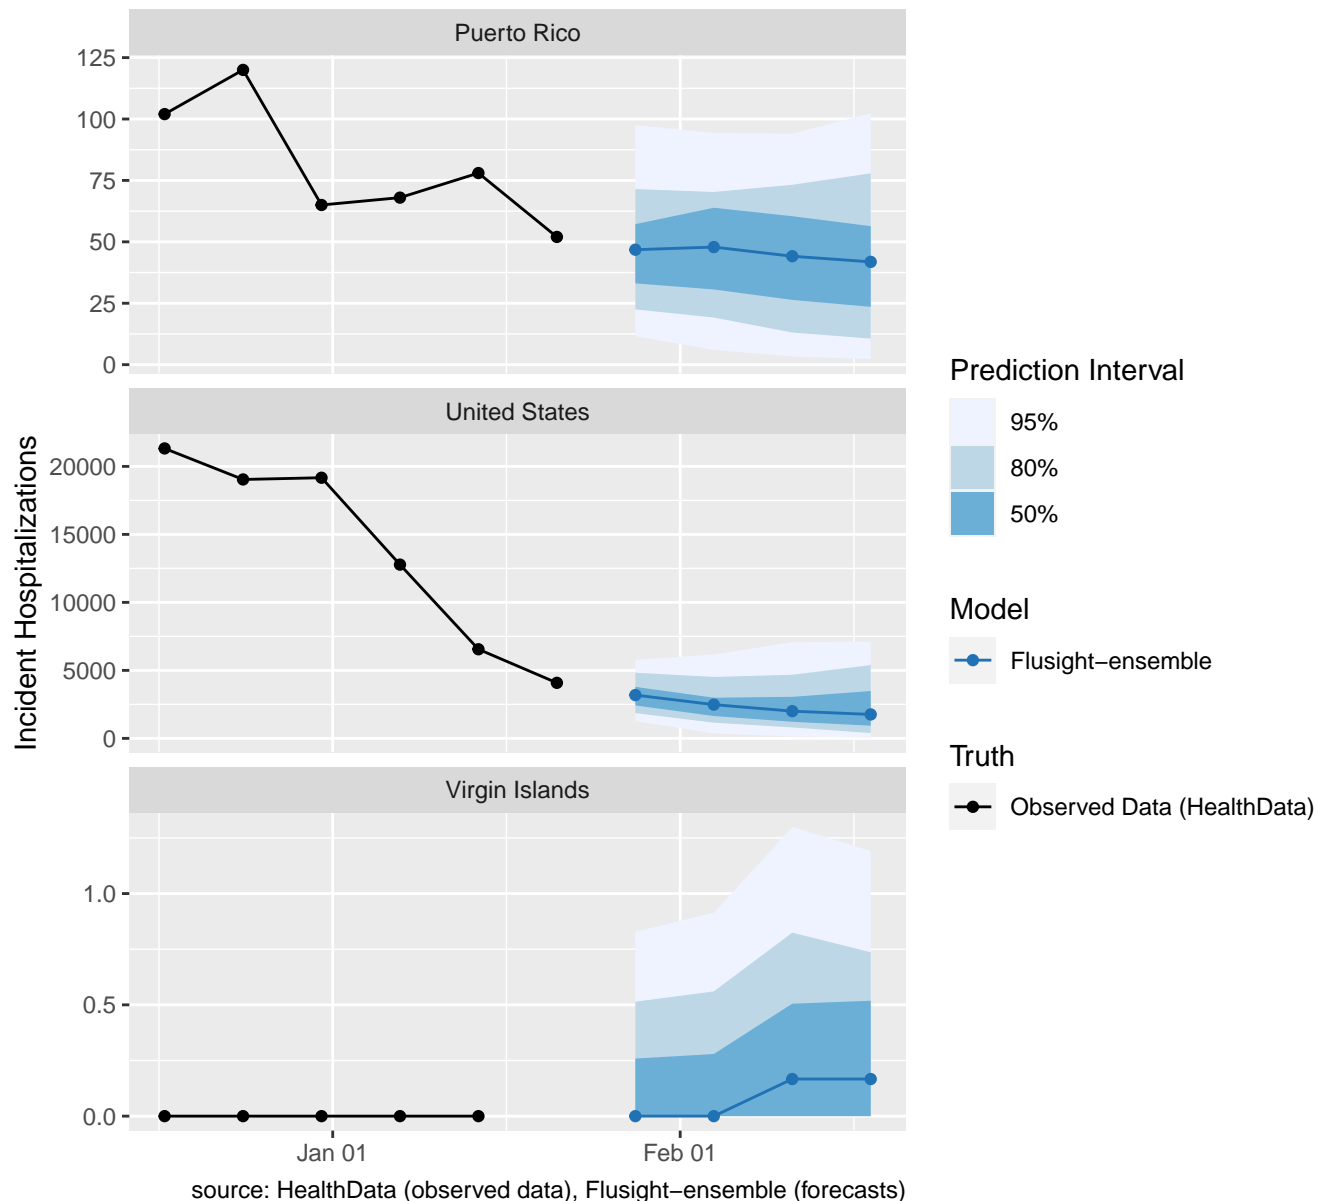 Puerto Rico
125
100
75
50
25
0
United States
20000
15000
10000
5000
0
Virgin Islands
1.0
0.5
0.0
Jan 01
Feb 01
Incident Hospitalizations
source: HealthData (observed data), Flusight−ensemble (forecasts)
Prediction Interval
95%
80%
50%
Model
Flusight−ensemble
Truth
Observed Data (HealthData)